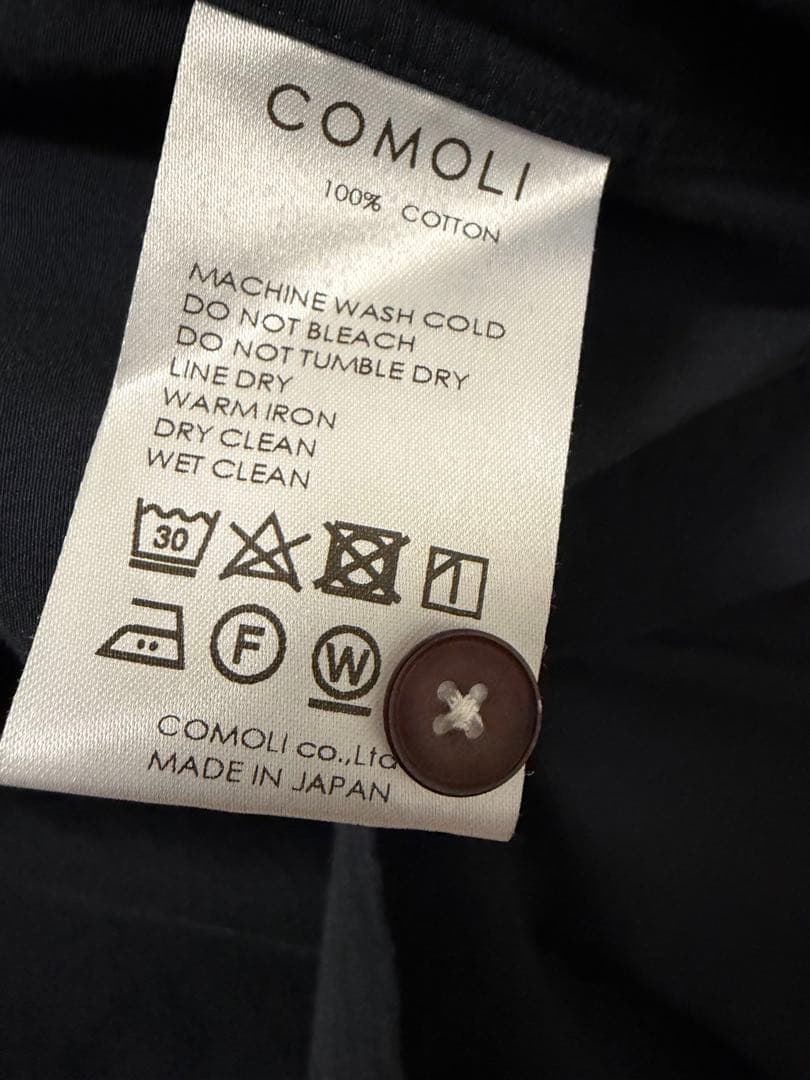 COMOLI
100% COTTON
MACHINE WASH COLD
DO NOT BLEACH
DO NOT TUMBLE DRY
LINE DRY
WARM IRON
DRY CLEAN
WET CLEAN
30
F W
COMOLI co.,Ltd
MADE IN JAPAN